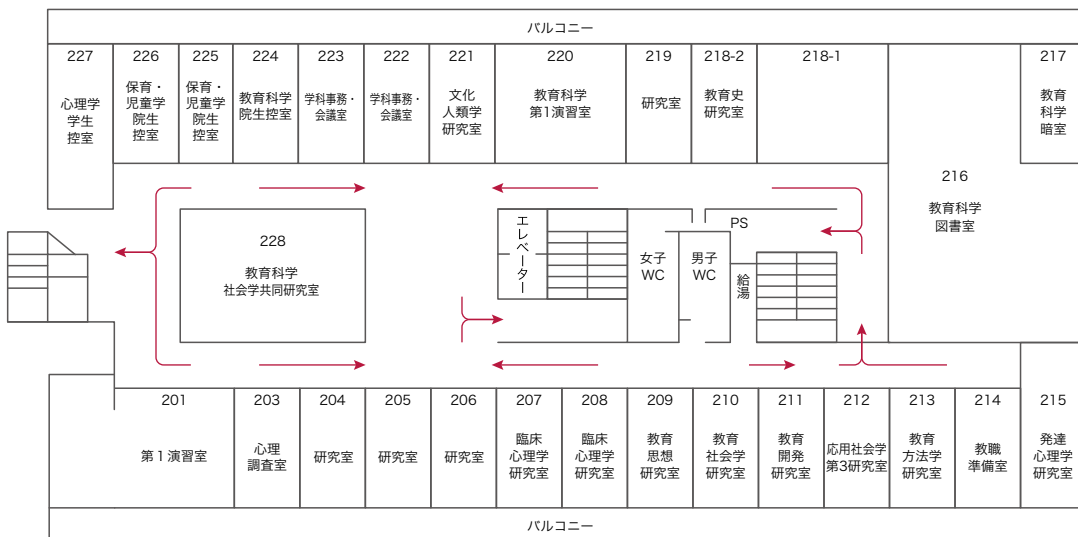 バルコニー
227
心理学
学生
控室
226
保育・
児童学
院生
控室
225
保育・
児童学
院生
控室
224
教育科学
院生控室
223
学科事務・
会議室
222
学科事務・
会議室
221
文化
人類学
研究室
220
教育科学
第1演習室
219
研究室
218-2
教育史
研究室
218-1
217
教育
科学
暗室
216
教育科学
図書室
228
教育科学
社会学共同研究室
エレベーター
女子
WC
男子
WC
PS
給湯
201
第1演習室
203
心理
調査室
204
研究室
205
研究室
206
研究室
207
臨床
心理学
研究室
208
臨床
心理学
研究室
209
教育
思想
研究室
210
教育
社会学
研究室
211
教育
開発
研究室
212
応用社会学
第3研究室
213
教育
方法学
研究室
214
教職
準備室
215
発達
心理学
研究室
バルコニー